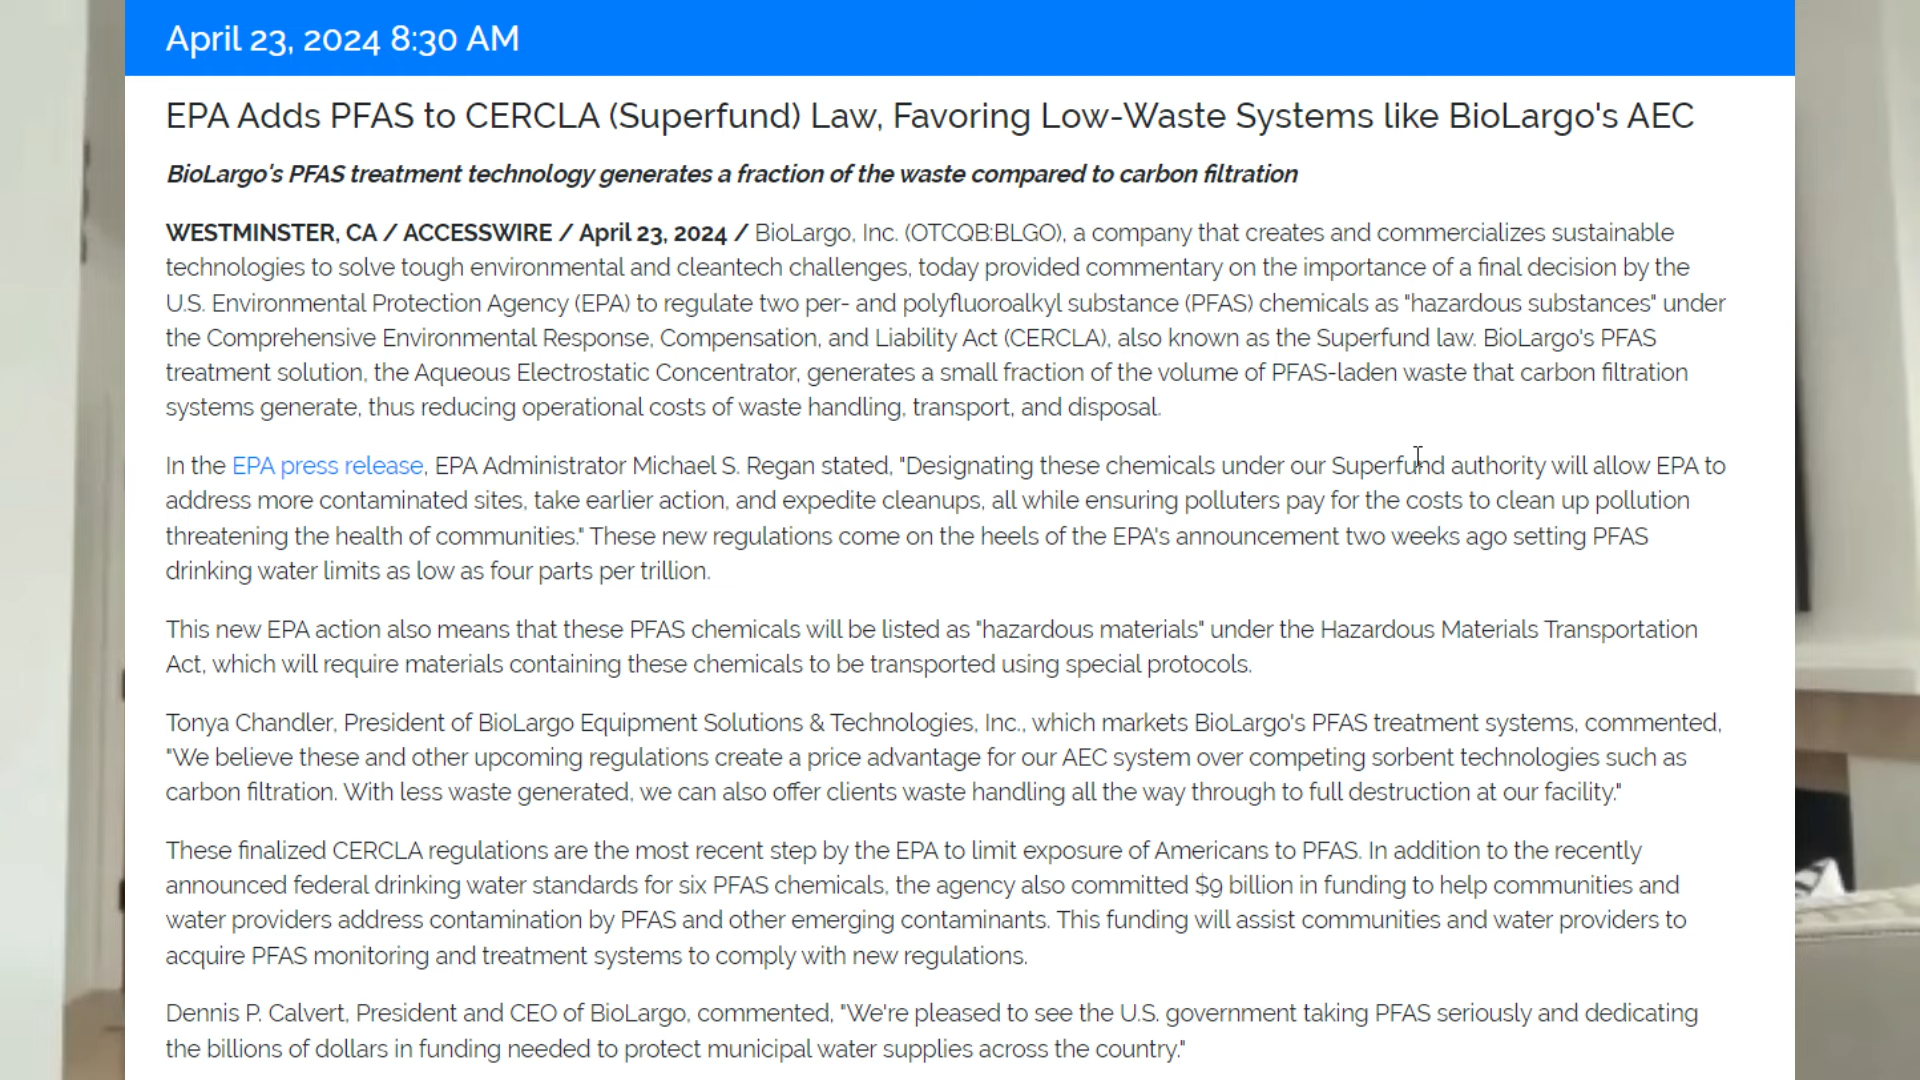 April 23, 2024 8:30 AM
EPA Adds PFAS to CERCLA (Superfund) Law, Favoring Low-Waste Systems like BioLargo's AEC
BioLargo's PFAS treatment technology generates a fraction of the waste compared to carbon filtration
WESTMINSTER, CA / ACCESSWIRE / April 23, 2024 / BioLargo, Inc. (OTCQB:BLGO), a company that creates and commercializes sustainable
technologies to solve tough environmental and cleantech challenges, today provided commentary on the importance of a final decision by the
U.S. Environmental Protection Agency (EPA) to regulate two per- and polyfluoroalkyl substance (PFAS) chemicals as "hazardous substances" under
the Comprehensive Environmental Response, Compensation, and Liability Act (CERCLA), also known as the Superfund law. BioLargo's PFAS
treatment solution, the Aqueous Electrostatic Concentrator, generates a small fraction of the volume of PFAS-laden waste that carbon filtration
systems generate, thus reducing operational costs of waste handling, transport, and disposal.
In the EPA press release, EPA Administrator Michael S. Regan stated, "Designating these chemicals under our Superfund authority will allow EPA to
address more contaminated sites, take earlier action, and expedite cleanups, all while ensuring polluters pay for the costs to clean up pollution
threatening the health of communities." These new regulations come on the heels of the EPA's announcement two weeks ago setting PFAS
drinking water limits as low as four parts per trillion.
This new EPA action also means that these PFAS chemicals will be listed as "hazardous materials" under the Hazardous Materials Transportation
Act, which will require materials containing these chemicals to be transported using special protocols.
Tonya Chandler, President of BioLargo Equipment Solutions & Technologies, Inc., which markets BioLargo's PFAS treatment systems, commented,
"We believe these and other upcoming regulations create a price advantage for our AEC system over competing sorbent technologies such as
carbon filtration. With less waste generated, we can also offer clients waste handling all the way through to full destruction at our facility."
These finalized CERCLA regulations are the most recent step by the EPA to limit exposure of Americans to PFAS. In addition to the recently
announced federal drinking water standards for six PFAS chemicals, the agency also committed $9 billion in funding to help communities and
water providers address contamination by PFAS and other emerging contaminants. This funding will assist communities and water providers to
acquire PFAS monitoring and treatment systems to comply with new regulations.
Dennis P. Calvert, President and CEO of BioLargo, commented, "We're pleased to see the U.S. government taking PFAS seriously and dedicating
the billions of dollars in funding needed to protect municipal water supplies across the country."